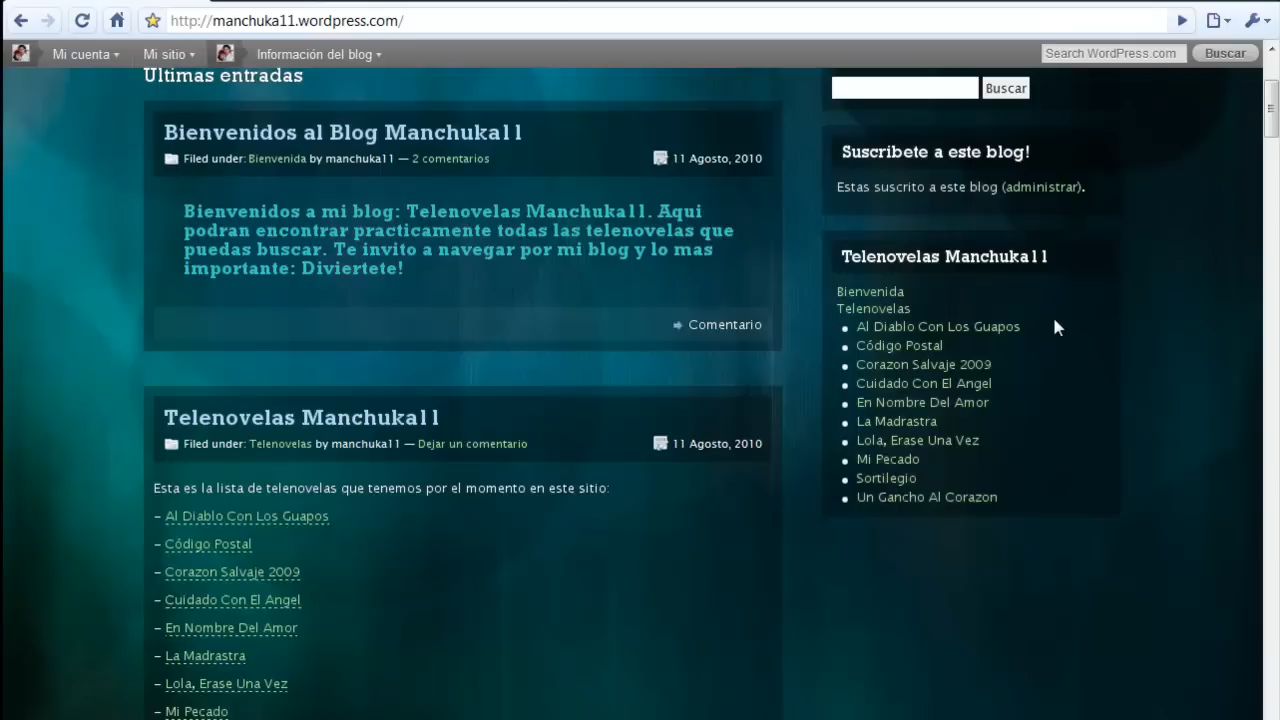 http://manchuka11.wordpress.com/
Mi cuenta
Mi sitio
Información del blog
Search WordPress.com
Buscar
Ultimas entradas
Bienvenidos al Blog Manchuka11
Filed under: Bienvenida by manchuka11 — 2 comentarios
11 Agosto, 2010
Bienvenidos a mi blog: Telenovelas Manchuka11. Aqui
podran encontrar practicamente todas las telenovelas que
puedas buscar. Te invito a navegar por mi blog y lo mas
importante: Diviertete!
Comentario
Telenovelas Manchuka11
Filed under: Telenovelas by manchuka11 — Dejar un comentario
11 Agosto, 2010
Esta es la lista de telenovelas que tenemos por el momento en este sitio:
– Al Diablo Con Los Guapos
– Código Postal
– Corazon Salvaje 2009
– Cuidado Con El Angel
– En Nombre Del Amor
– La Madrastra
– Lola, Erase Una Vez
– Mi Pecado
Buscar
Suscribete a este blog!
Estas suscrito a este blog (administrar).
Telenovelas Manchuka11
Bienvenida
Telenovelas
Al Diablo Con Los Guapos
Código Postal
Corazon Salvaje 2009
Cuidado Con El Angel
En Nombre Del Amor
La Madrastra
Lola, Erase Una Vez
Mi Pecado
Sortilegio
Un Gancho Al Corazon